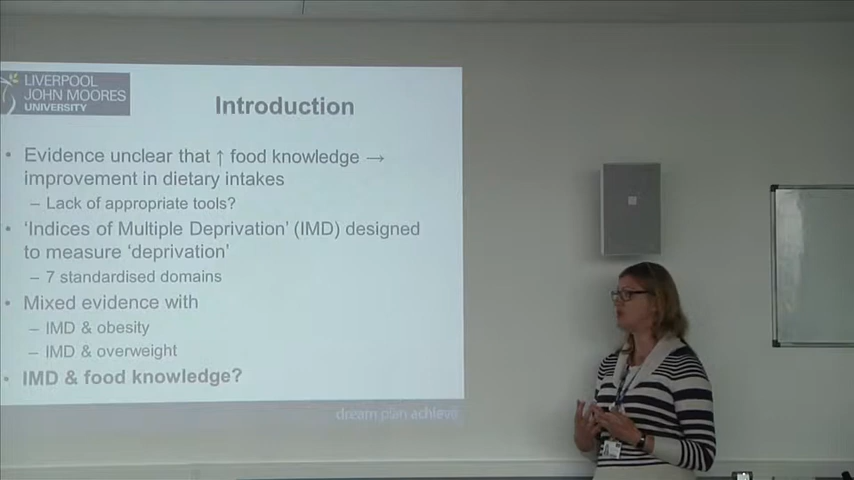 LIVERPOOL
JOHN MOORES
UNIVERSITY
Introduction
• Evidence unclear that ↑ food knowledge →
improvement in dietary intakes
– Lack of appropriate tools?
• 'Indices of Multiple Deprivation' (IMD) designed
to measure 'deprivation'
– 7 standardised domains
• Mixed evidence with
– IMD & obesity
– IMD & overweight
• IMD & food knowledge?
dream plan achieve